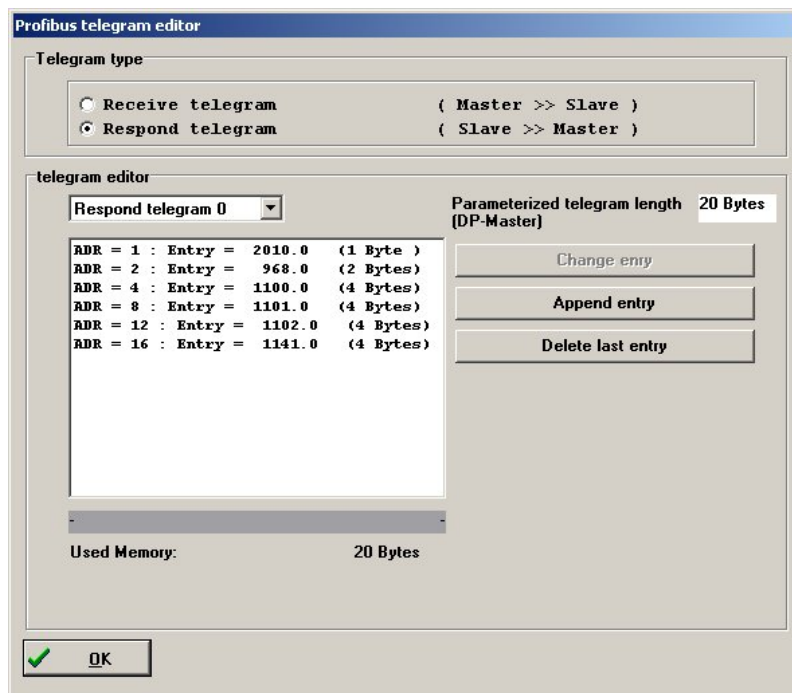 Profibus telegram editor
Telegram type
Receive telegram ( Master >> Slave )
Respond telegram ( Slave >> Master )
telegram editor
Respond telegram 0
Parameterized telegram length 20 Bytes
(DP-Master)
ADR = 1 : Entry = 2010.0 (1 Byte )
ADR = 2 : Entry = 968.0 (2 Bytes)
ADR = 4 : Entry = 1100.0 (4 Bytes)
ADR = 8 : Entry = 1101.0 (4 Bytes)
ADR = 12 : Entry = 1102.0 (4 Bytes)
ADR = 16 : Entry = 1141.0 (4 Bytes)
Change enry
Append entry
Delete last entry
- -
Used Memory: 20 Bytes
OK